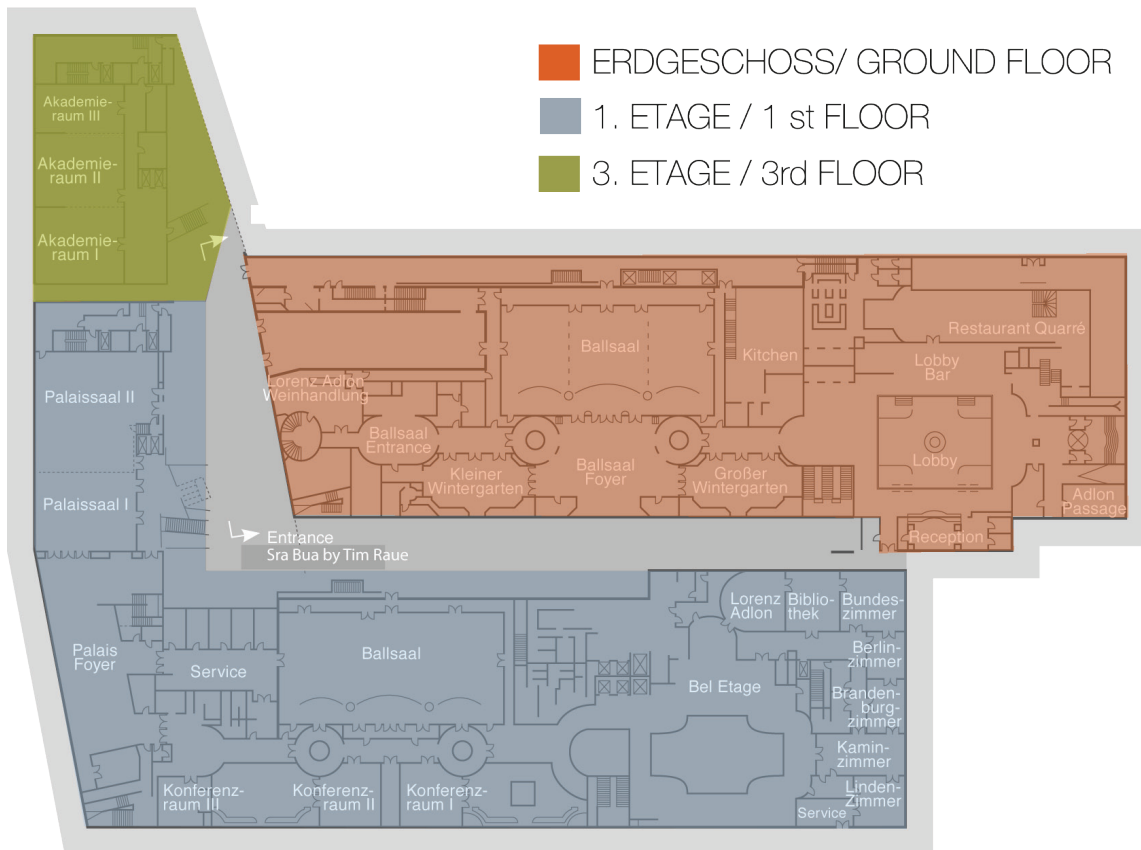 ERDGESCHOSS/ GROUND FLOOR
1. ETAGE / 1 st FLOOR
3. ETAGE / 3rd FLOOR
Akademie-
raum III
Akademie-
raum II
Akademie-
raum I
Palaissaal II
Palaissaal I
Lorenz Adlon
Weinhandlung
Ballsaal
Entrance
Kleiner
Wintergarten
Ballsaal
Ballsaal
Foyer
Großer
Wintergarten
Kitchen
Restaurant Quarré
Lobby
Bar
Lobby
Adlon
Passage
Reception
Entrance
Sra Bua by Tim Raue
Palais
Foyer
Service
Ballsaal
Konferenz-
raum III
Konferenz-
raum II
Konferenz-
raum I
Bel Etage
Lorenz
Adlon
Biblio-
thek
Bundes-
zimmer
Berlin-
zimmer
Branden-
burg-
zimmer
Kamin-
zimmer
Linden-
Zimmer
Service